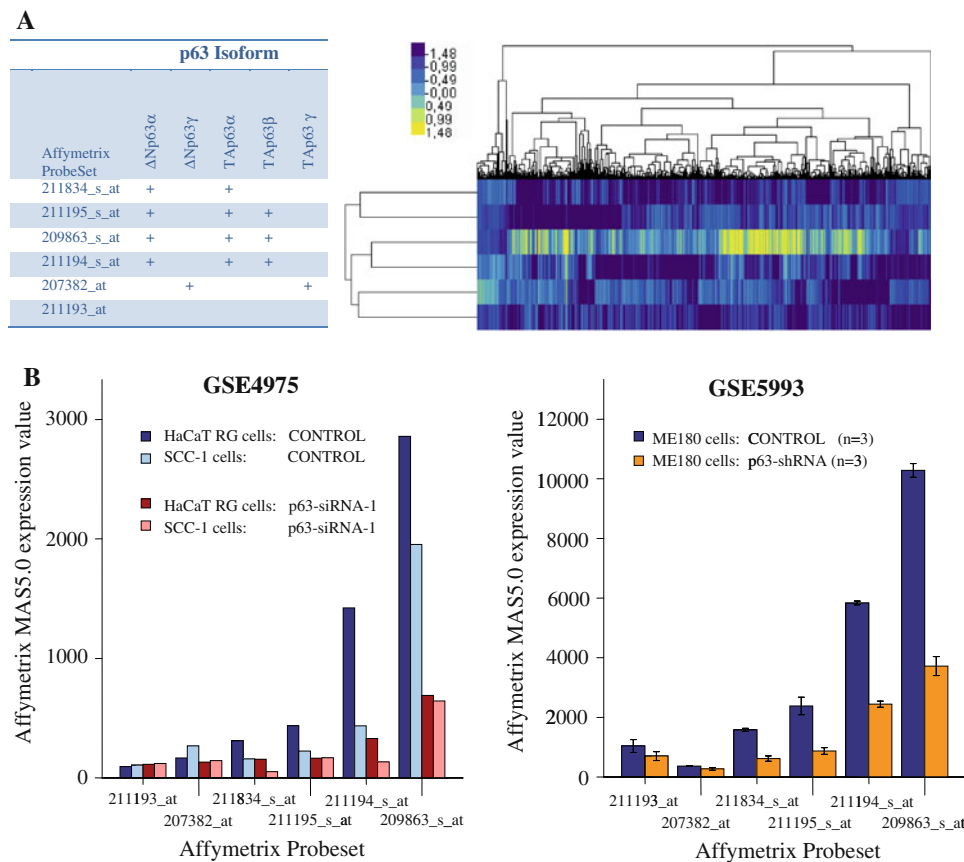 A
p63 Isoform
Affymetrix
ProbeSet
ΔNp63α
ΔNp63γ
TAp63α
TAp63β
TAp63 γ
211834_s_at + +
211195_s_at + + +
209863_s_at + + +
211194_s_at + + +
207382_at + +
211193_at
-1,48
-0,99
-0,49
-0,00
0,49
0,99
1,48
B
GSE4975
Affymetrix MAS5.0 expression value
3000
2000
1000
0
HaCaT RG cells: CONTROL
SCC-1 cells: CONTROL
HaCaT RG cells: p63-siRNA-1
SCC-1 cells: p63-siRNA-1
211193_at 211834_s_at 211194_s_at
207382_at 211195_s_at 209863_s_at
Affymetrix Probeset
GSE5993
Affymetrix MAS5.0 expression value
12000
10000
8000
6000
4000
2000
0
ME180 cells: CONTROL (n=3)
ME180 cells: p63-shRNA (n=3)
211193_at 211834_s_at 211194_s_at
207382_at 211195_s_at 209863_s_at
Affymetrix Probeset